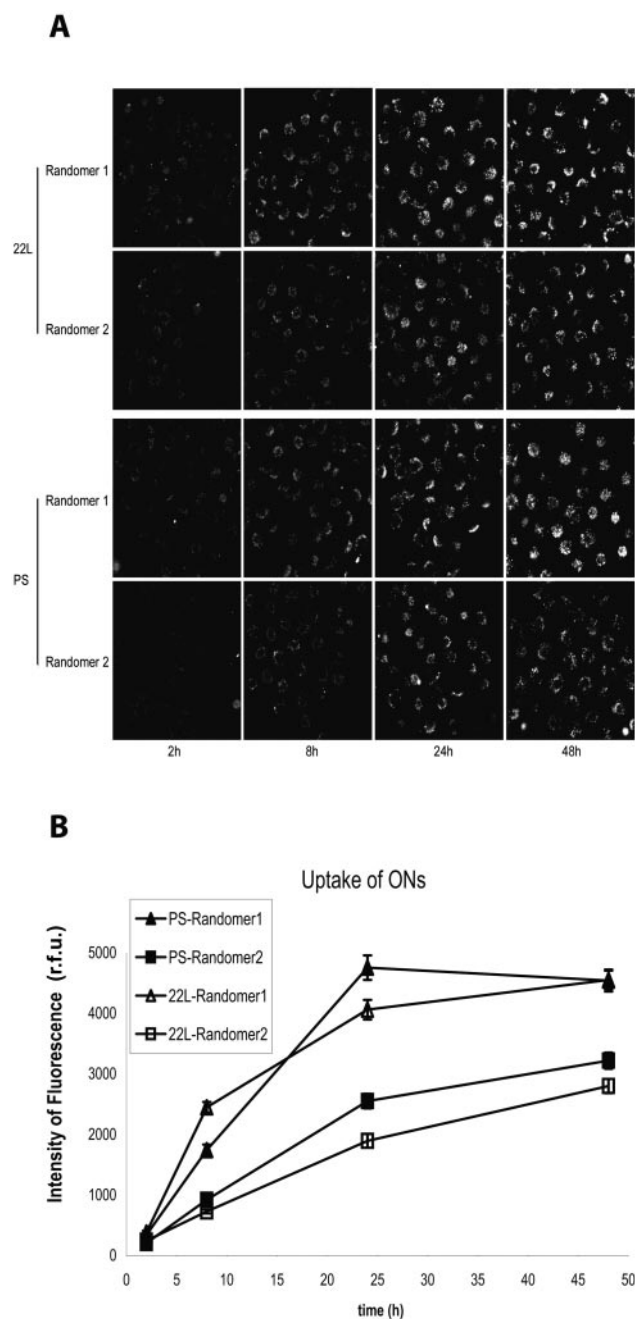 A
22L
Randomer 1
Randomer 2
PS
Randomer 1
Randomer 2
2h
8h
24h
48h
B
Uptake of ONs
PS-Randomer1
PS-Randomer2
22L-Randomer1
22L-Randomer2
Intensity of Fluorescence (r.f.u.)
5000
4000
3000
2000
1000
0
0 5 10 15 20 25 30 35 40 45 50
time (h)